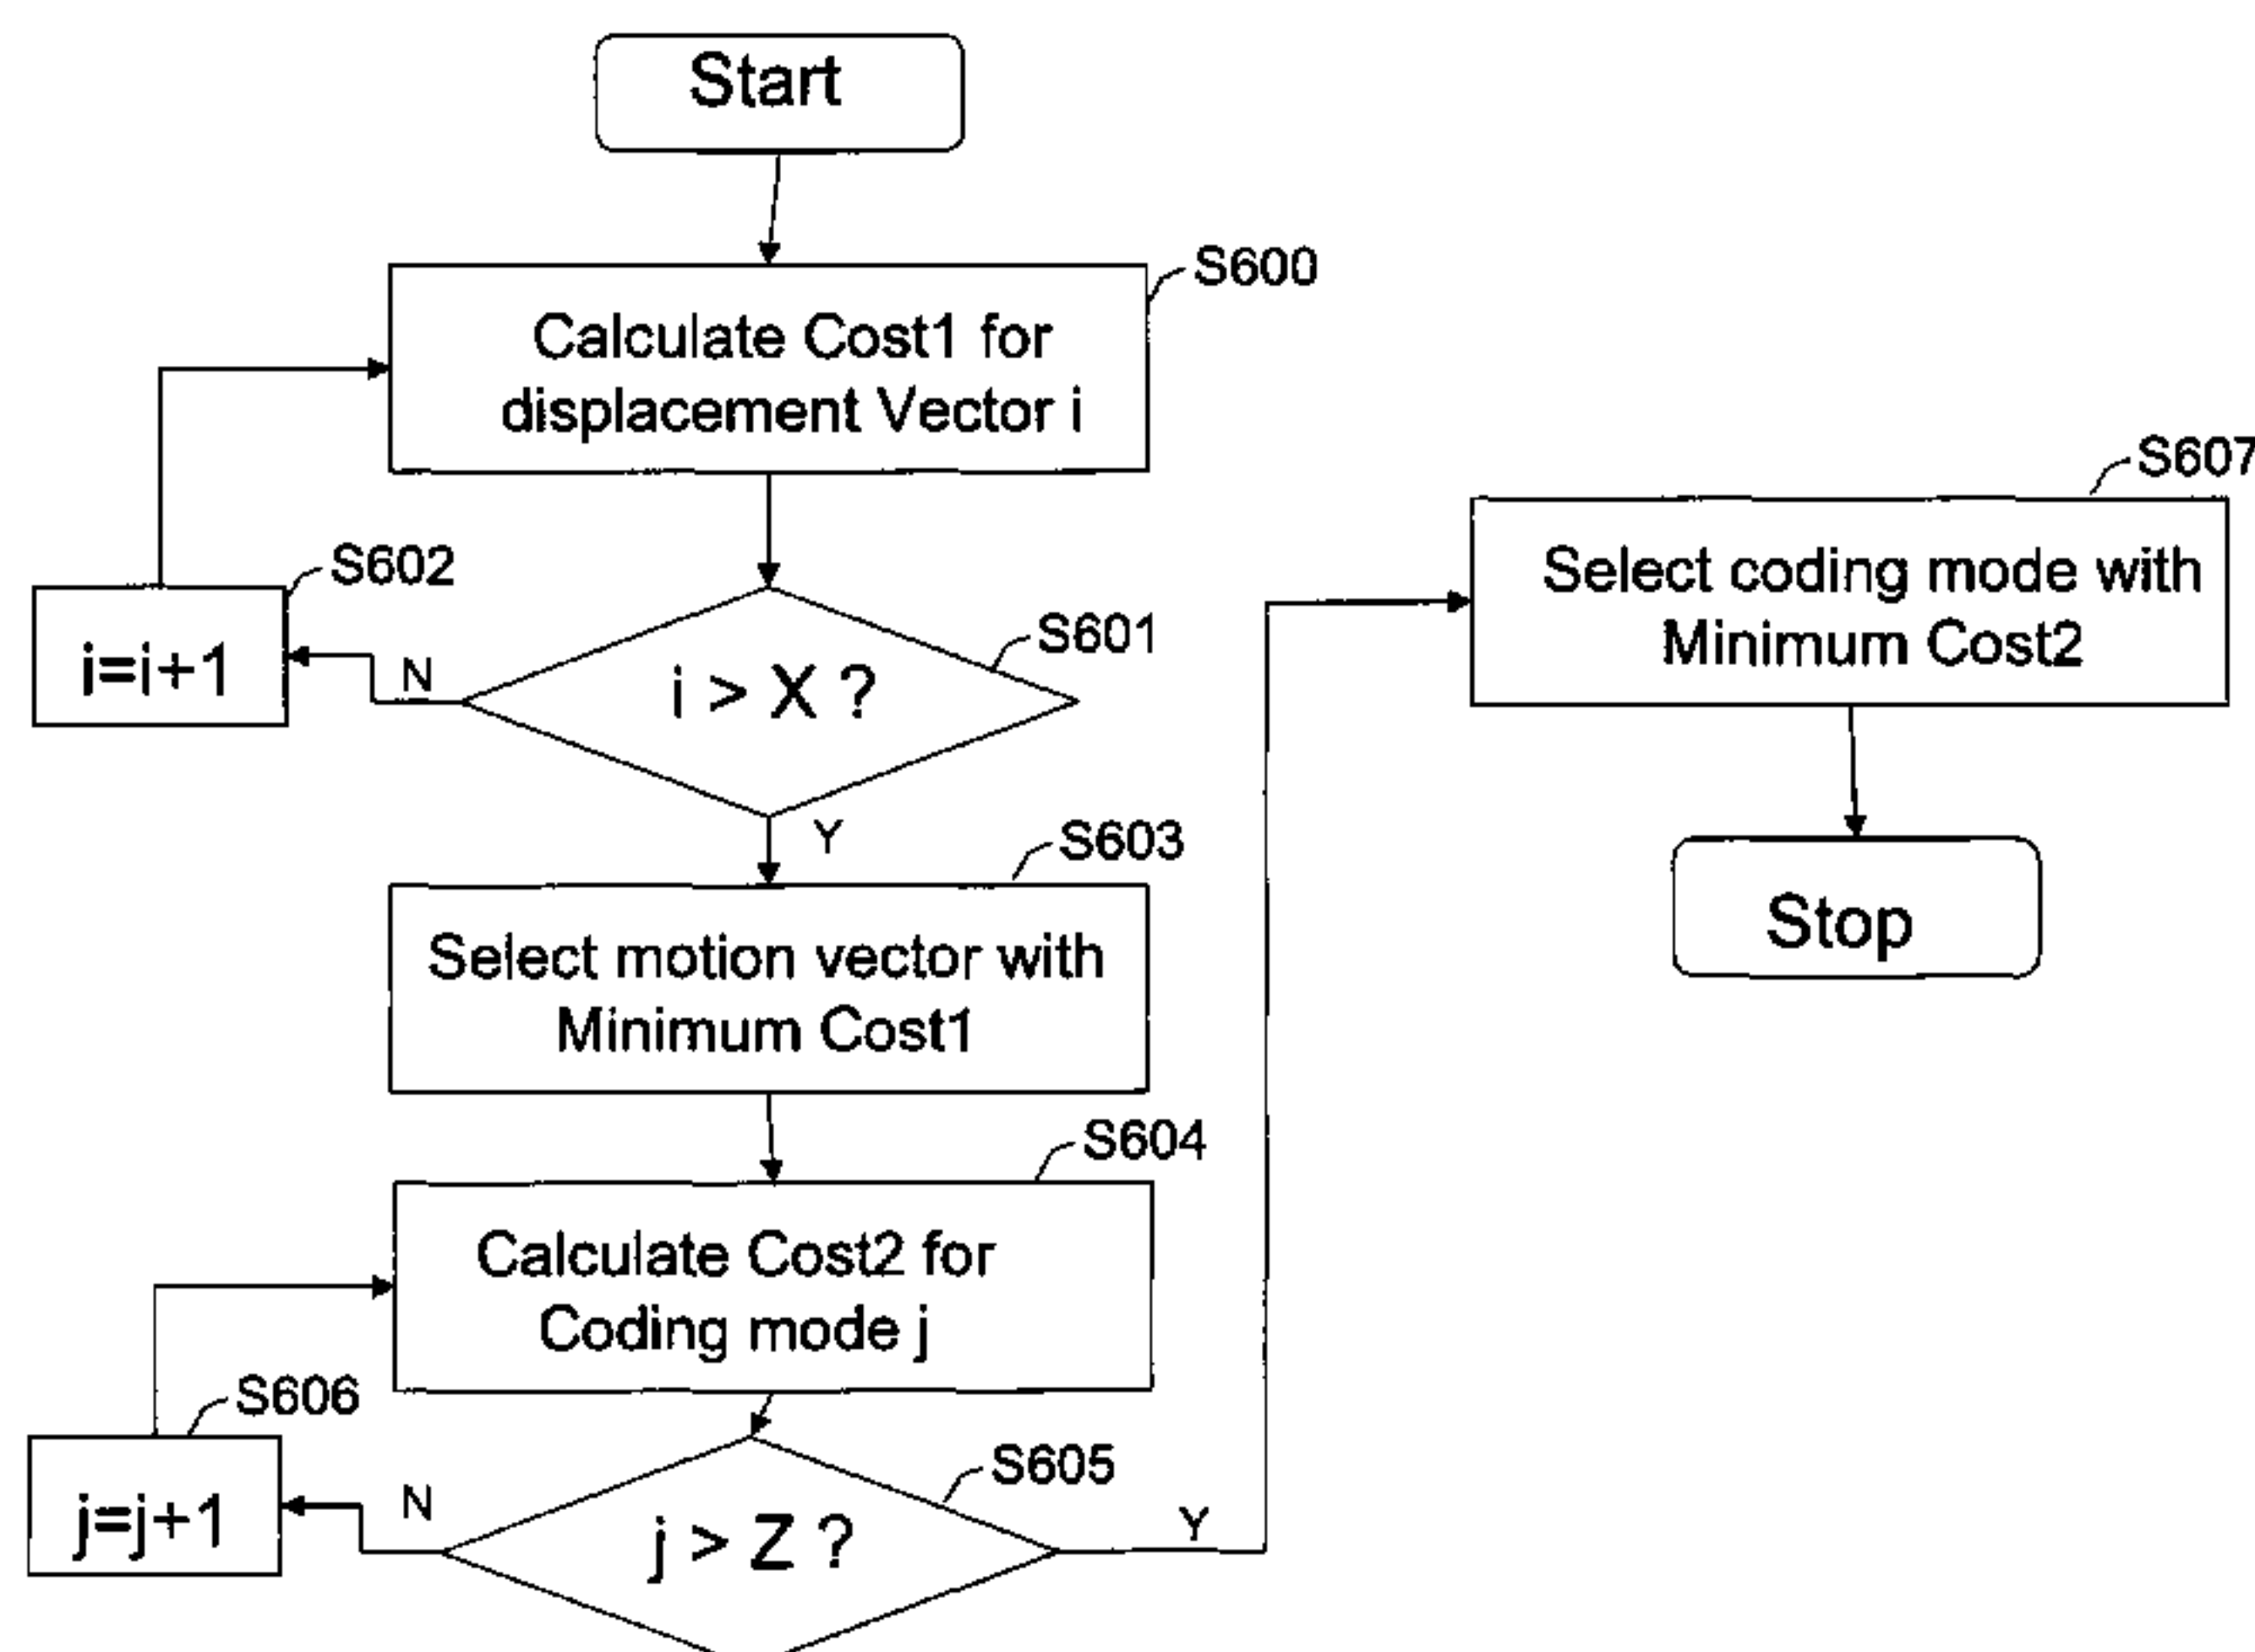 Start
S600
Calculate Cost1 for
displacement Vector i
S602
i=i+1
N
S601
i > X ?
Y
S603
Select motion vector with
Minimum Cost1
S604
Calculate Cost2 for
Coding mode j
S606
j=j+1
N
S605
j > Z ?
Y
S607
Select coding mode with
Minimum Cost2
Stop